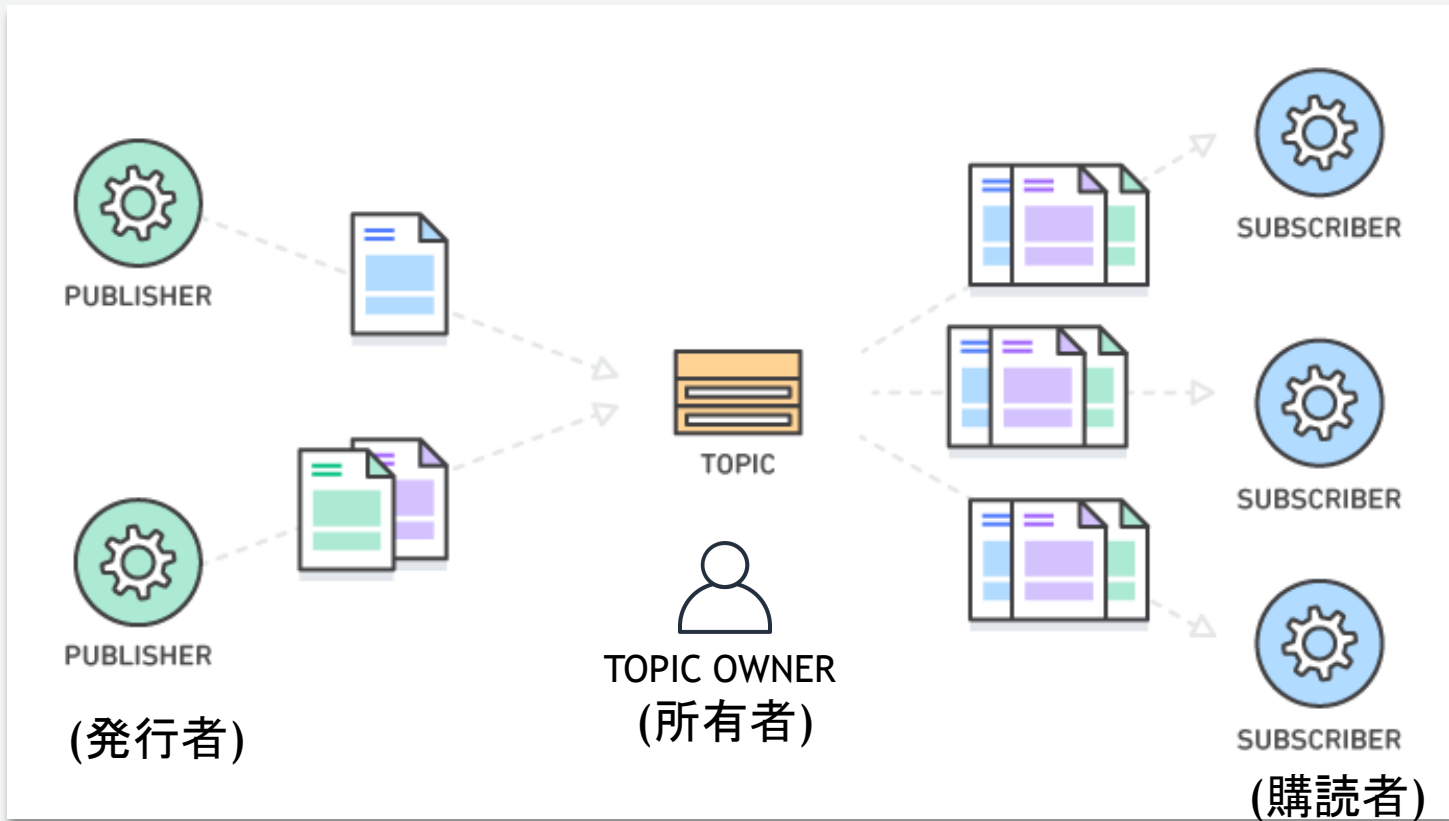 PUBLISHER
PUBLISHER
(発行者)
TOPIC
TOPIC OWNER
(所有者)
SUBSCRIBER
SUBSCRIBER
SUBSCRIBER
(購読者)